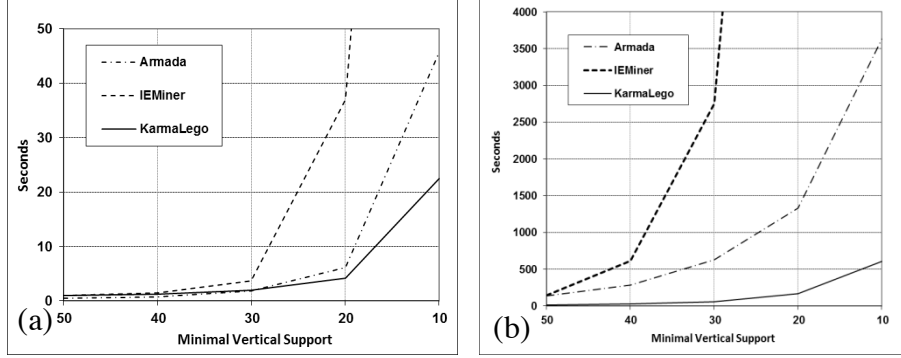 50
40
30
20
10
0
Seconds
Armada
IEMiner
KarmaLego
50 40 30 20 10
Minimal Vertical Support
(a)
4000
3500
3000
2500
2000
1500
1000
500
0
Seconds
Armada
IEMiner
KarmaLego
50 40 30 20 10
Minimal Vertical Support
(b)